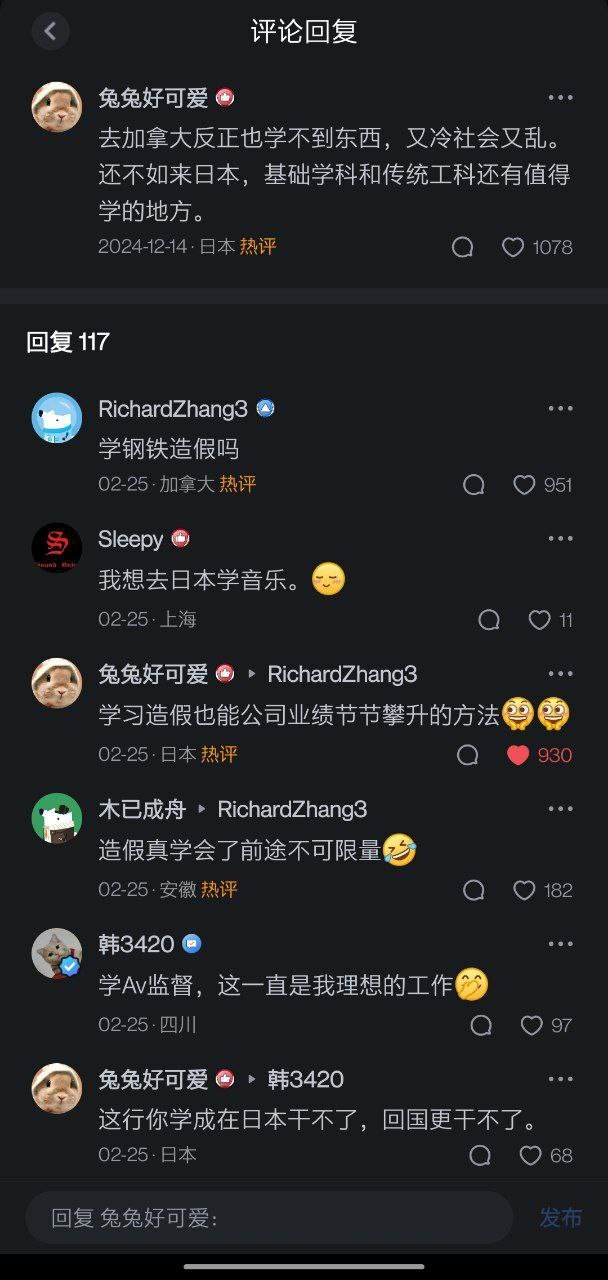 评论回复
兔兔好可爱
去加拿大反正也学不到东西，又冷社会又乱。
还不如来日本，基础学科和传统工科还有值得
学的地方。
2024-12-14 · 日本 热评 1078
回复 117
RichardZhang3
学钢铁造假吗
02-25 · 加拿大 热评 951
Sleepy
我想去日本学音乐。😌
02-25 · 上海 11
兔兔好可爱 ▸ RichardZhang3
学习造假也能公司业绩节节攀升的方法
02-25 · 日本 热评 930
木已成舟 ▸ RichardZhang3
造假真学会了前途不可限量🤣
02-25 · 安徽 热评 182
韩3420
学Av监督，这一直是我理想的工作🤭
02-25 · 四川 97
兔兔好可爱 ▸ 韩3420
这行你学成在日本干不了，回国更干不了。
02-25 · 日本 68
回复 兔兔好可爱： 发布